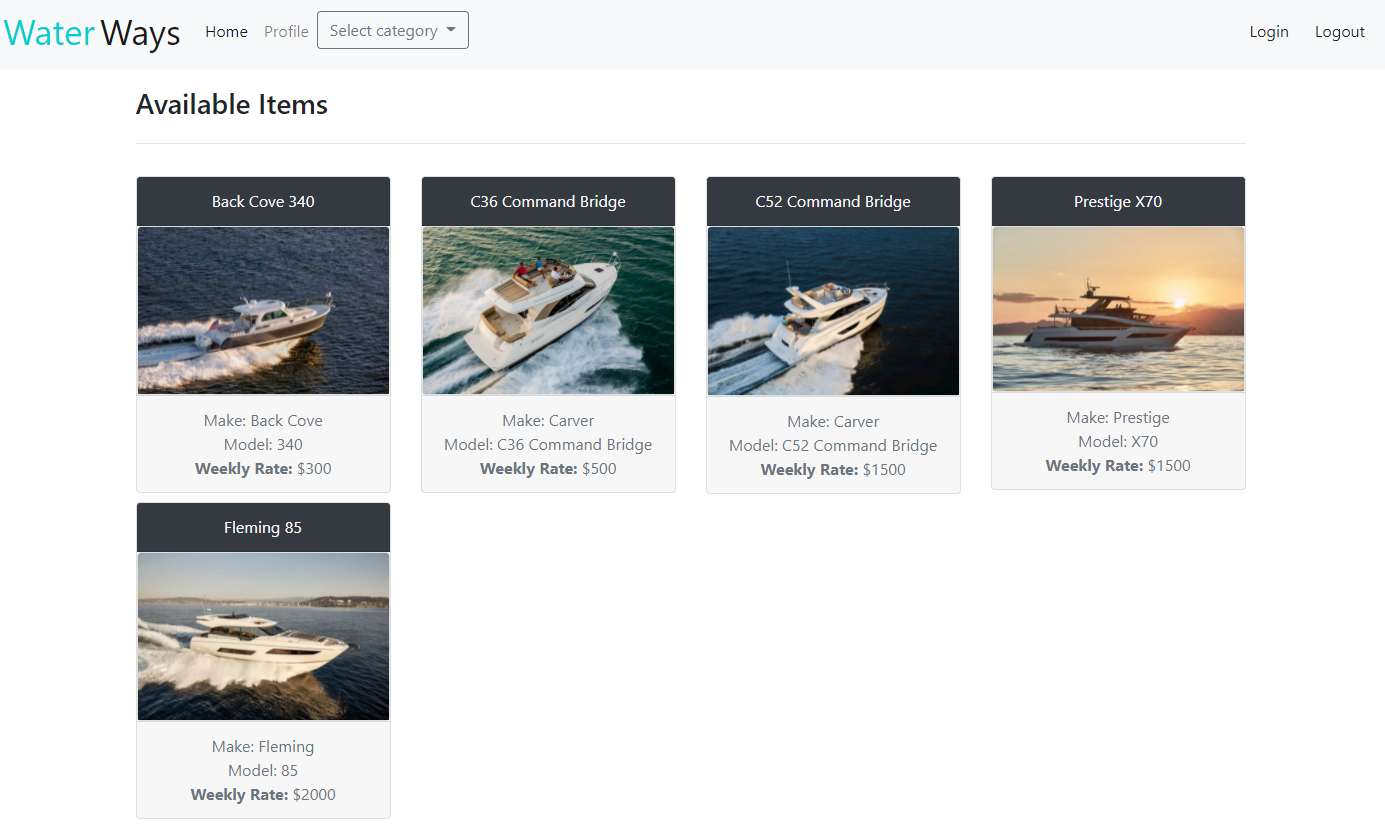 Water Ways Home Profile Select category Login Logout
Available Items
Back Cove 340
Make: Back Cove
Model: 340
Weekly Rate: $300
C36 Command Bridge
Make: Carver
Model: C36 Command Bridge
Weekly Rate: $500
C52 Command Bridge
Make: Carver
Model: C52 Command Bridge
Weekly Rate: $1500
Prestige X70
Make: Prestige
Model: X70
Weekly Rate: $1500
Fleming 85
Make: Fleming
Model: 85
Weekly Rate: $2000